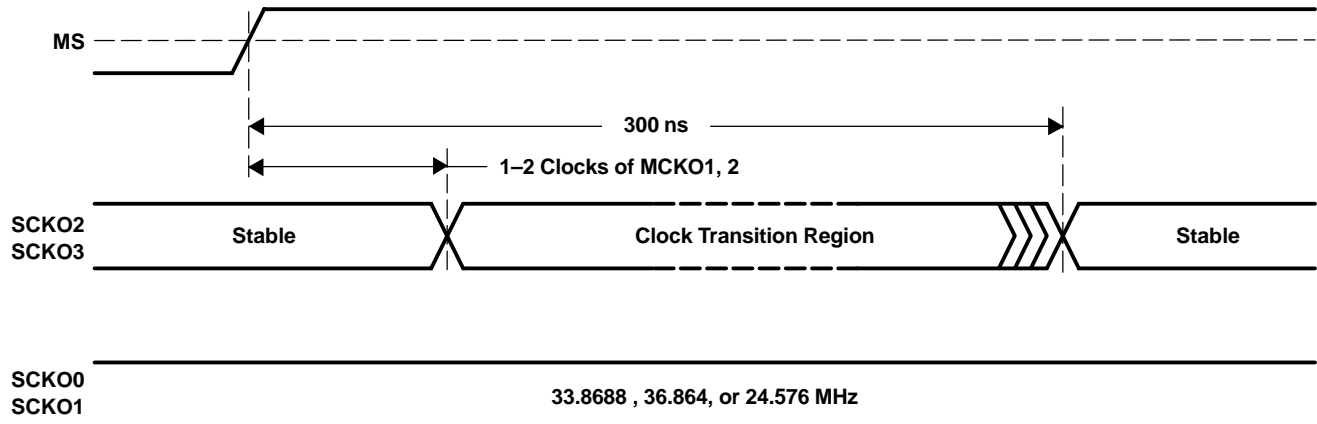 MS
300 ns
1–2 Clocks of MCKO1, 2
SCKO2
SCKO3
Stable
Clock Transition Region
Stable
SCKO0
SCKO1
33.8688 , 36.864, or 24.576 MHz